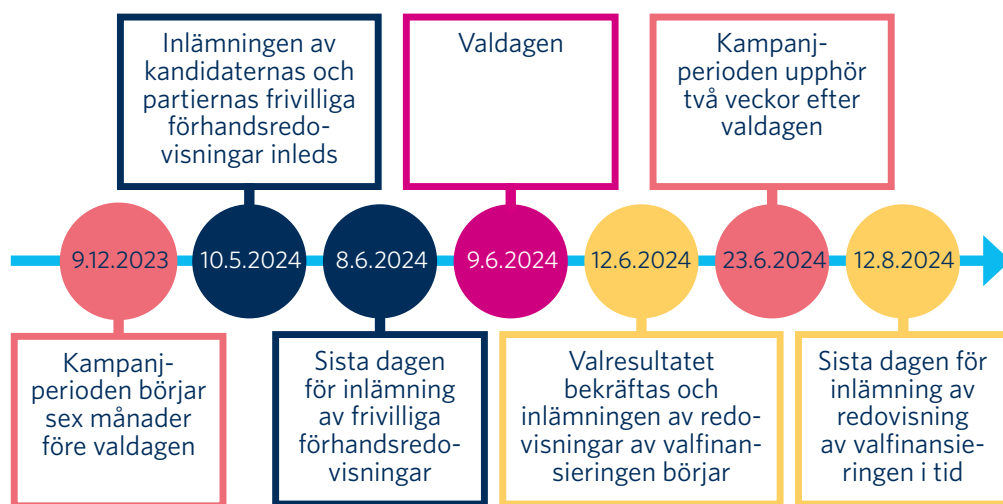 Inlämningen av
kandidaternas och
partiernas frivilliga
förhandsredo-
visningar inleds
Valdagen
Kampanj-
perioden upphör
två veckor efter
valdagen
9.12.2023
10.5.2024
8.6.2024
9.6.2024
12.6.2024
23.6.2024
12.8.2024
Kampanj-
perioden börjar
sex månader
före valdagen
Sista dagen
för inlämning
av frivilliga
förhandsredo-
visningar
Valresultatet
bekräftas och
inlämningen av redo-
visningar av valfinan-
sieringen börjar
Sista dagen för
inlämning av
redovisning
av valfinansie-
ringen i tid